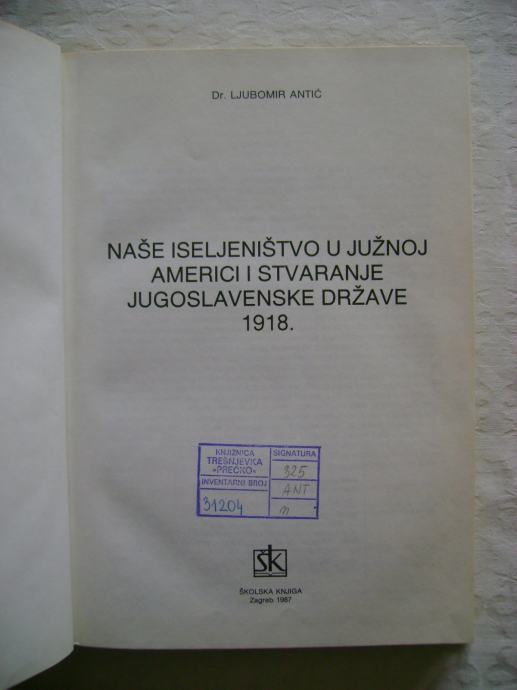 Dr. LJUBOMIR ANTIĆ
NAŠE ISELJENIŠTVO U JUŽNOJ
AMERICI I STVARANJE
JUGOSLAVENSKE DRŽAVE
1918.
KNJIŽNICA
TREŠNJEVKA
»PREČKO«
INVENTARNI BROJ
31204
SIGNATURA
325
ANT
n
šk
ŠKOLSKA KNJIGA
Zagreb 1987